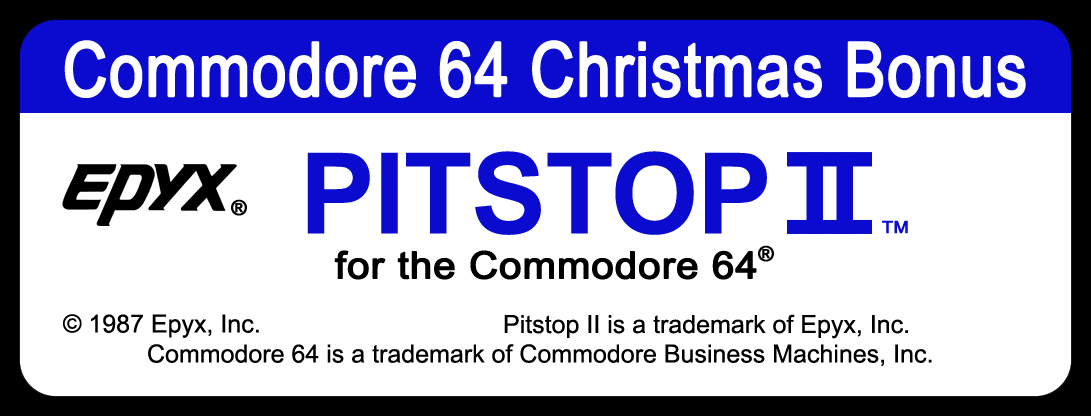 Commodore 64 Christmas Bonus
EPYX®
PITSTOP II™
for the Commodore 64®
© 1987 Epyx, Inc. Pitstop II is a trademark of Epyx, Inc.
Commodore 64 is a trademark of Commodore Business Machines, Inc.